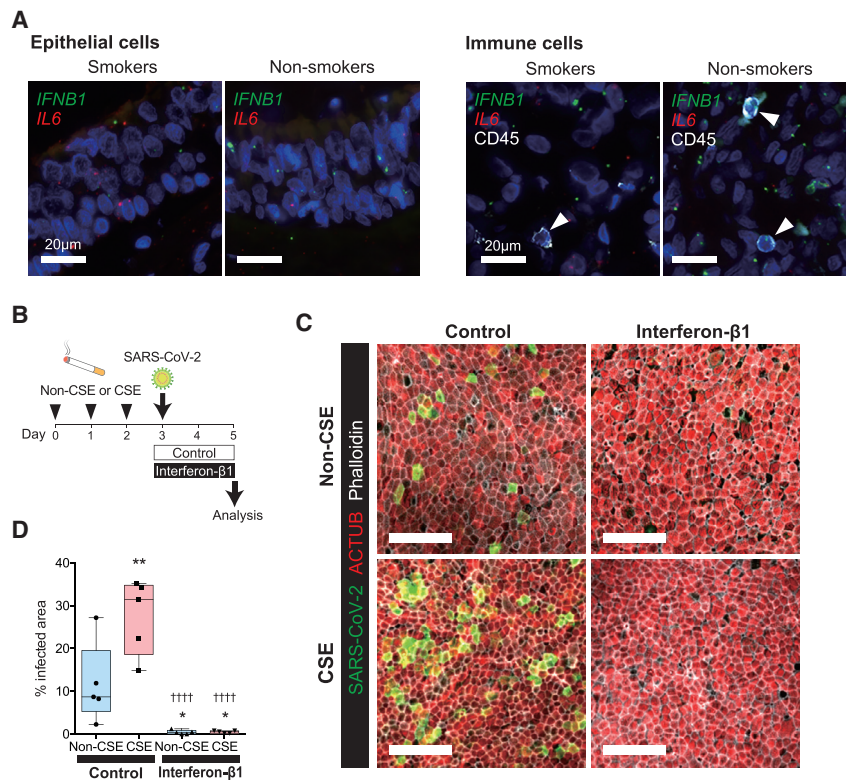 A
Epithelial cells
Smokers
Non-smokers
IFNB1
IL6
20μm
IFNB1
IL6
Immune cells
Smokers
Non-smokers
IFNB1
IL6
CD45
20μm
IFNB1
IL6
CD45
B
SARS-CoV-2
Non-CSE or CSE
Day 0 1 2 3 4 5
Control
Interferon-β1
Analysis
C
Control
Interferon-β1
Non-CSE
CSE
SARS-CoV-2 ACTUB Phalloidin
D
% infected area
40
30
20
10
0
**
††††
*
††††
*
Non-CSE CSE Non-CSE CSE
Control Interferon-β1